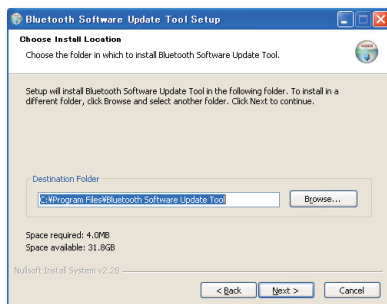 Bluetooth Software Update Tool Setup
Choose Install Location
Choose the folder in which to install Bluetooth Software Update Tool.
Setup will install Bluetooth Software Update Tool in the following folder. To install in a
different folder, click Browse and select another folder. Click Next to continue.
Destination Folder
C:¥Program Files¥Bluetooth Software Update Tool
Browse...
Space required: 4.0MB
Space available: 31.8GB
Nullsoft Install System v2.28
< Back Next > Cancel